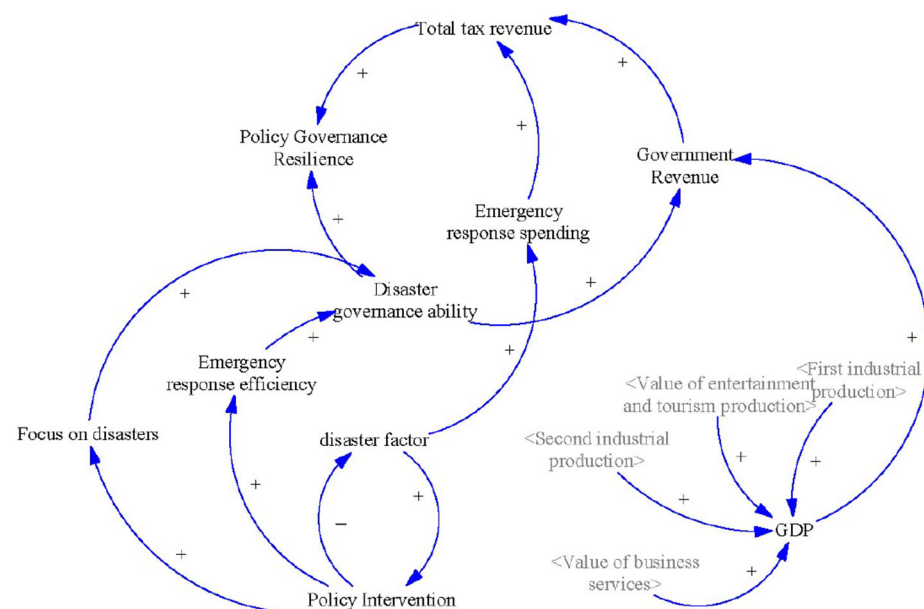 Total tax revenue
+
+
Policy Governance
Resilience
+
Government
Revenue
+
Emergency
response spending
+
+
Disaster
governance ability
+
+
Emergency
response efficiency
+
+
<First industrial
production>
<Value of entertainment
and tourism production>
Focus on disasters
disaster factor
<Second industrial
production>
+
+
+
+
+
−
GDP
+
<Value of business
services>
+
Policy Intervention